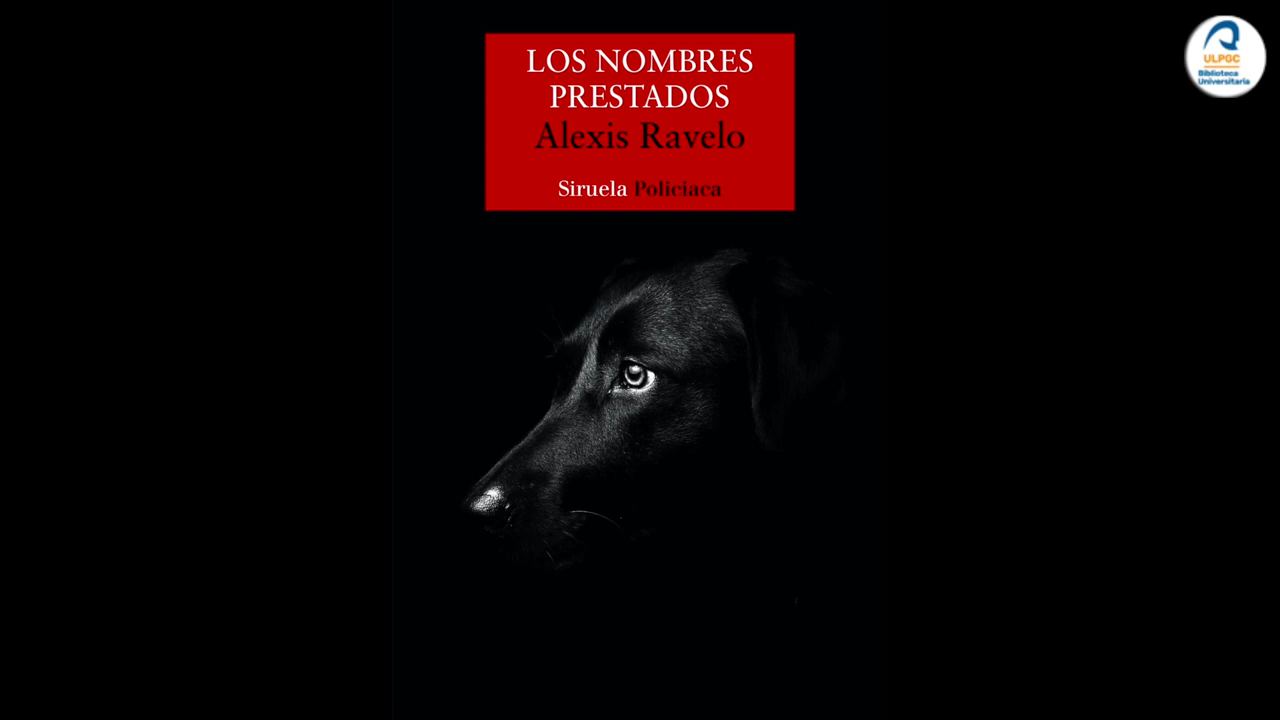 LOS NOMBRES
PRESTADOS
Alexis Ravelo
Siruela Policiaca
ULPGC
Biblioteca
Universitaria